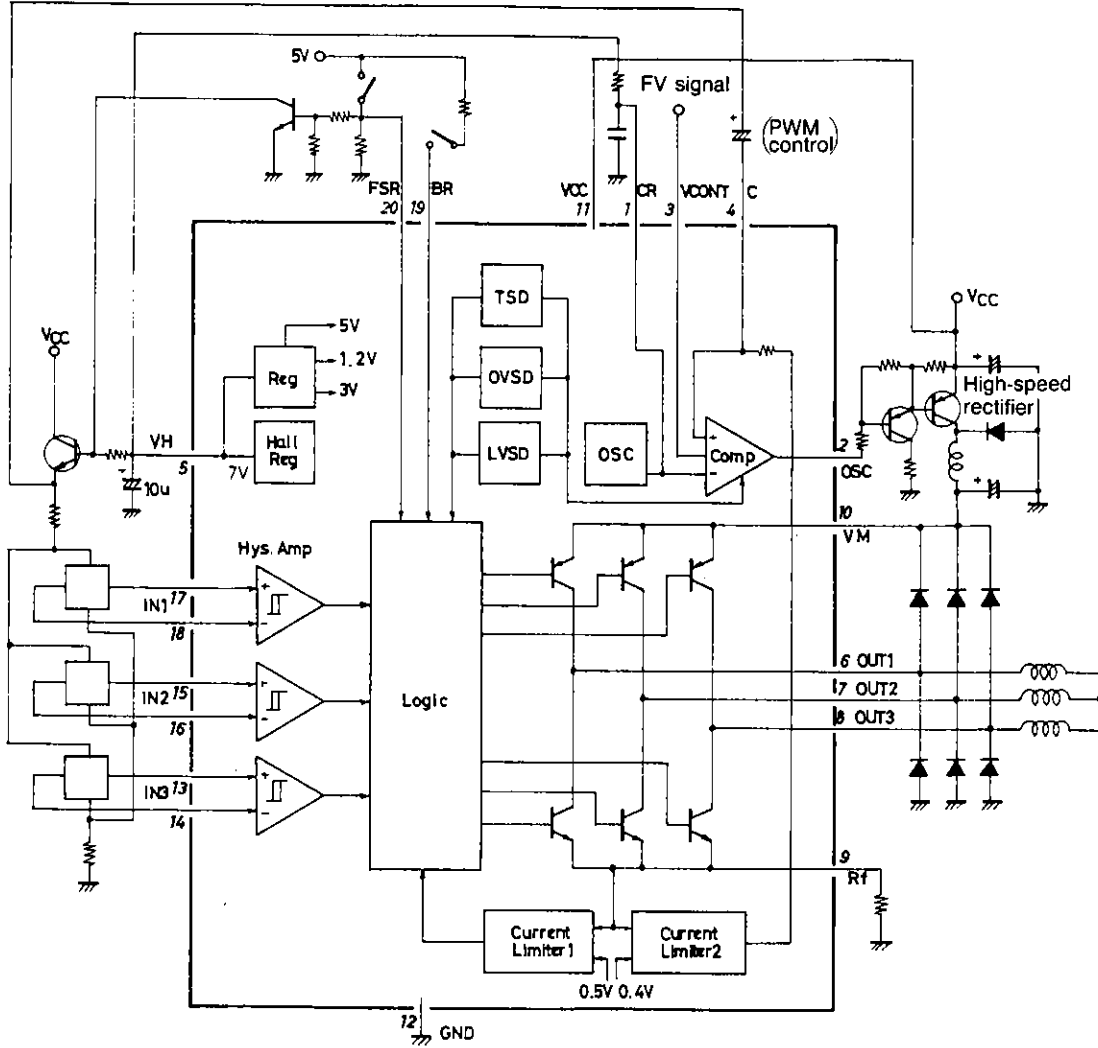 5V
FV signal
(PWM control)
FSR
20
BR
19
VCC
11
CR
1
VCONT
3
C
4
TSD
VCC
VCC
5V
1.2V
3V
Reg
OVSD
High-speed
rectifier
Hall
Reg
VH
5
7V
10u
LVSD
OSC
+
Comp
-
2
OSC
10
VM
Hys. Amp
IN1 17
+
-
18
6 OUT1
IN2 15
+
-
16
Logic
7 OUT2
8 OUT3
IN3 13
+
-
14
9
Rf
Current
Limiter1
Current
Limiter2
0.5V 0.4V
12
GND